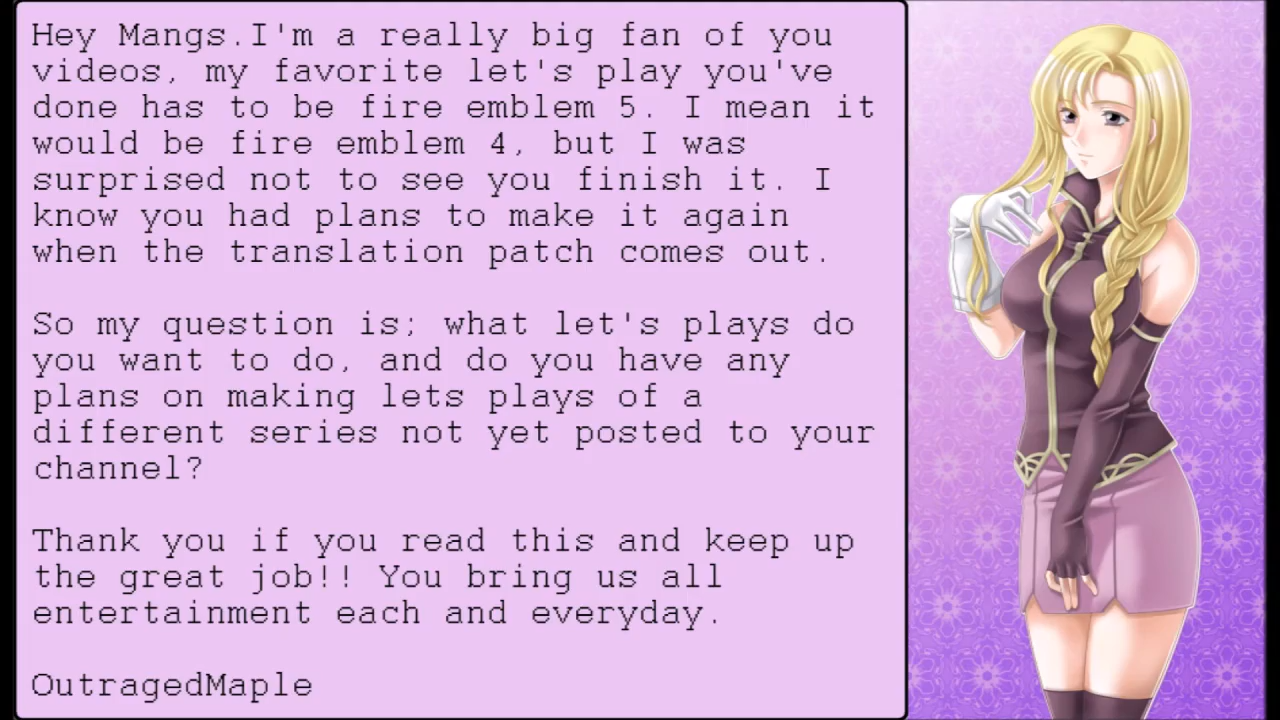 Hey Mangs.I'm a really big fan of you
videos, my favorite let's play you've
done has to be fire emblem 5. I mean it
would be fire emblem 4, but I was
surprised not to see you finish it. I
know you had plans to make it again
when the translation patch comes out.
So my question is; what let's plays do
you want to do, and do you have any
plans on making lets plays of a
different series not yet posted to your
channel?
Thank you if you read this and keep up
the great job!! You bring us all
entertainment each and everyday.
OutragedMaple